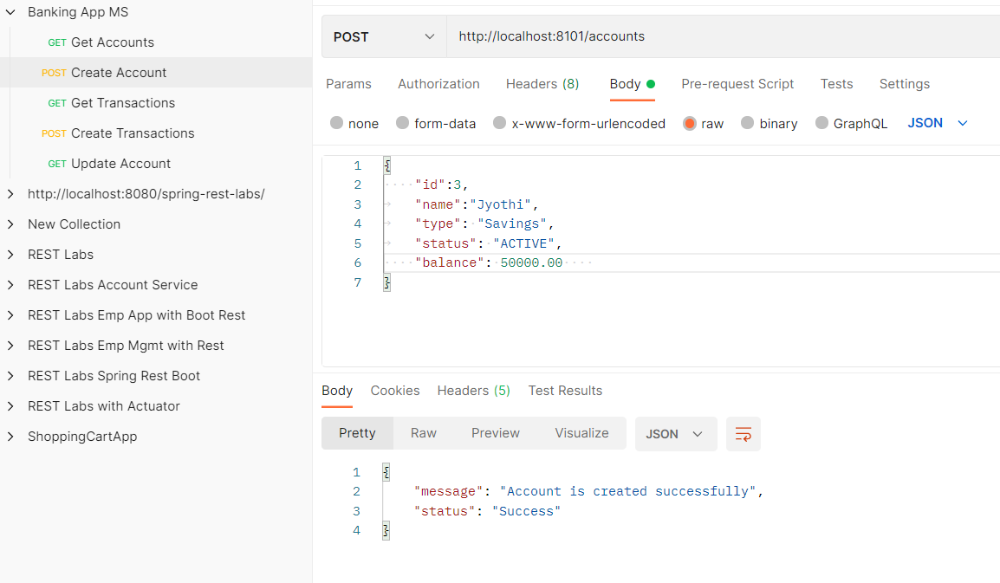 Banking App MS
GET Get Accounts
POST Create Account
GET Get Transactions
POST Create Transactions
GET Update Account
http://localhost:8080/spring-rest-labs/
New Collection
REST Labs
REST Labs Account Service
REST Labs Emp App with Boot Rest
REST Labs Emp Mgmt with Rest
REST Labs Spring Rest Boot
REST Labs with Actuator
ShoppingCartApp
POST http://localhost:8101/accounts
Params Authorization Headers (8) Body Pre-request Script Tests Settings
none form-data x-www-form-urlencoded raw binary GraphQL JSON
1 {
2 "id":3,
3 "name":"Jyothi",
4 "type": "Savings",
5 "status": "ACTIVE",
6 "balance": 50000.00
7 }
Body Cookies Headers (5) Test Results
Pretty Raw Preview Visualize JSON
1 {
2 "message": "Account is created successfully",
3 "status": "Success"
4 }